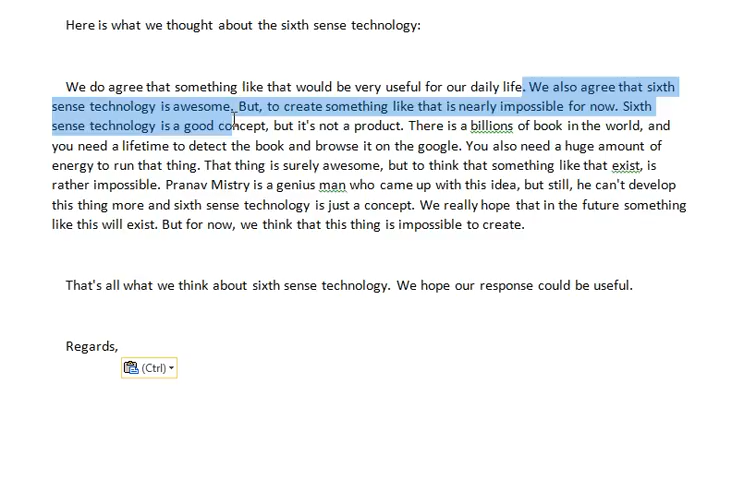 Here is what we thought about the sixth sense technology:
We do agree that something like that would be very useful for our daily life. We also agree that sixth
sense technology is awesome. But, to create something like that is nearly impossible for now. Sixth
sense technology is a good concept, but it's not a product. There is a billions of book in the world, and
you need a lifetime to detect the book and browse it on the google. You also need a huge amount of
energy to run that thing. That thing is surely awesome, but to think that something like that exist, is
rather impossible. Pranav Mistry is a genius man who came up with this idea, but still, he can't develop
this thing more and sixth sense technology is just a concept. We really hope that in the future something
like this will exist. But for now, we think that this thing is impossible to create.
That's all what we think about sixth sense technology. We hope our response could be useful.
Regards,
(Ctrl)